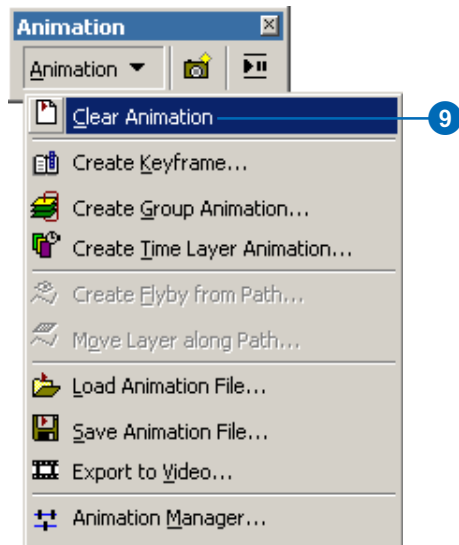 Animation
Animation
Clear Animation
9
Create Keyframe...
Create Group Animation...
Create Time Layer Animation...
Create Flyby from Path...
Move Layer along Path...
Load Animation File...
Save Animation File...
Export to Video...
Animation Manager...